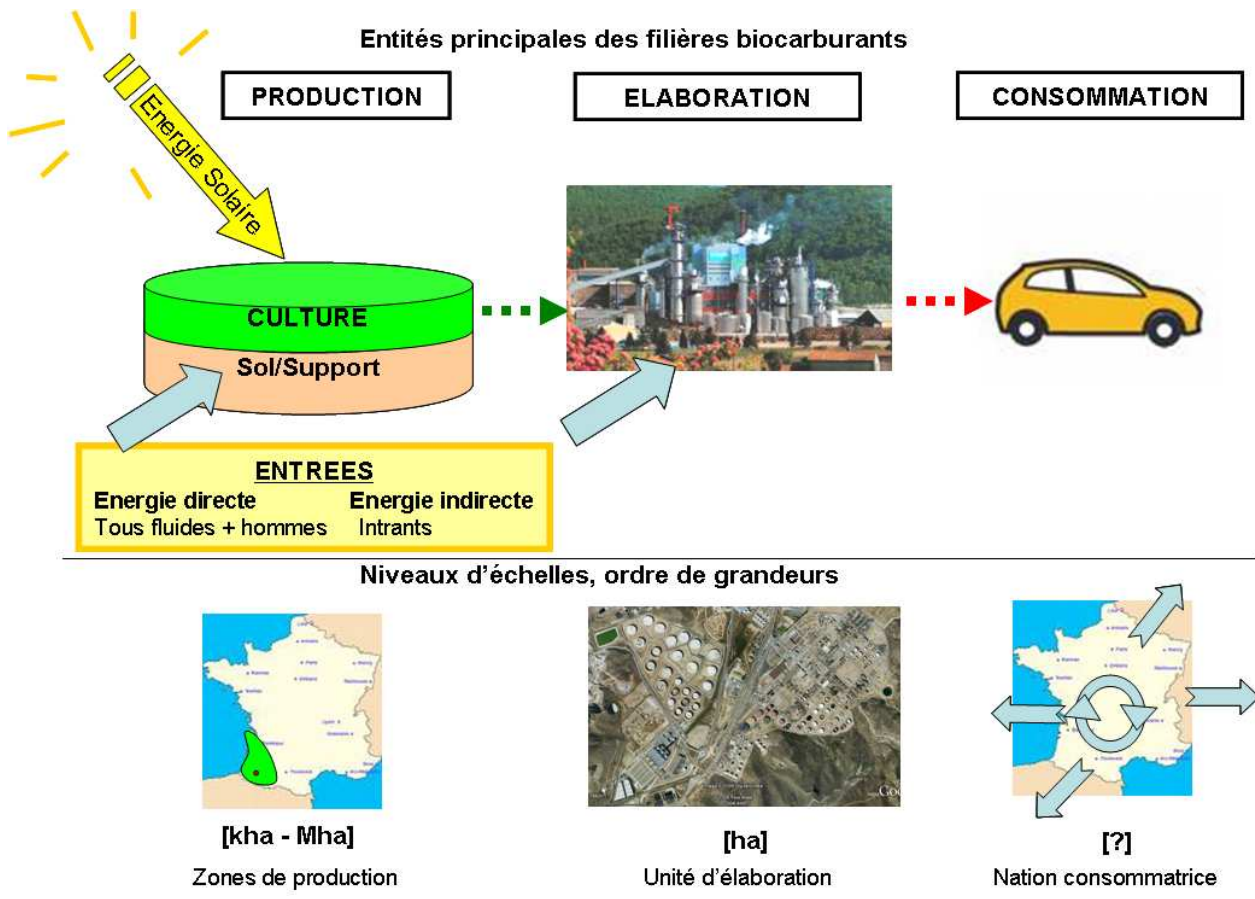 Entités principales des filières biocarburants
PRODUCTION
ELABORATION
CONSOMMATION
Energie Solaire
CULTURE
Sol/Support
ENTREES
Energie directe Energie indirecte
Tous fluides + hommes Intrants
Niveaux d'échelles, ordre de grandeurs
[kha - Mha]
[ha]
[?]
Zones de production
Unité d'élaboration
Nation consommatrice